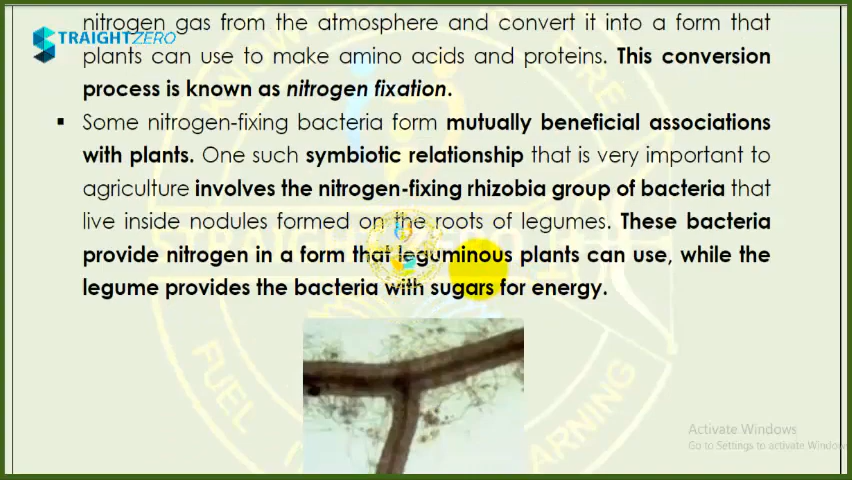 nitrogen gas from the atmosphere and convert it into a form that
STRAIGHTZERO
plants can use to make amino acids and proteins. This conversion
process is known as nitrogen fixation.
▪ Some nitrogen-fixing bacteria form mutually beneficial associations
with plants. One such symbiotic relationship that is very important to
agriculture involves the nitrogen-fixing rhizobia group of bacteria that
live inside nodules formed on the roots of legumes. These bacteria
provide nitrogen in a form that leguminous plants can use, while the
legume provides the bacteria with sugars for energy.
STRAIGHT ZERO
FUEL
Activate Windows
Go to Settings to activate Windows